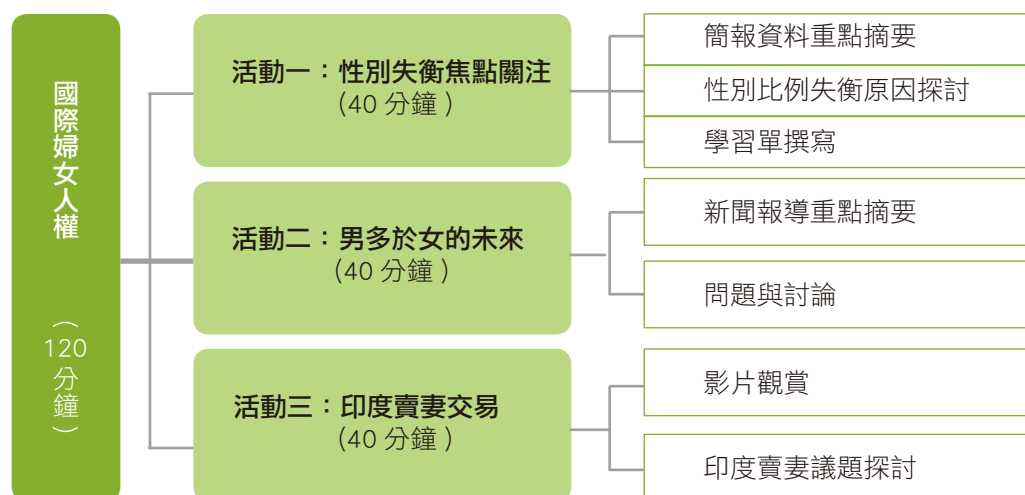 國際婦女人權
（120分鐘）
活動一：性別失衡焦點關注
(40 分鐘 )
簡報資料重點摘要
性別比例失衡原因探討
學習單撰寫
活動二：男多於女的未來
(40 分鐘 )
新聞報導重點摘要
問題與討論
活動三：印度賣妻交易
(40 分鐘 )
影片觀賞
印度賣妻議題探討